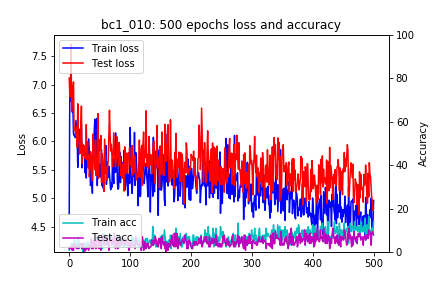 bc1_010: 500 epochs loss and accuracy
Train loss
Test loss
Train acc
Test acc
Loss
7.5
7.0
6.5
6.0
5.5
5.0
4.5
0
100
200
300
400
500
100
80
60
40
20
0
Accuracy